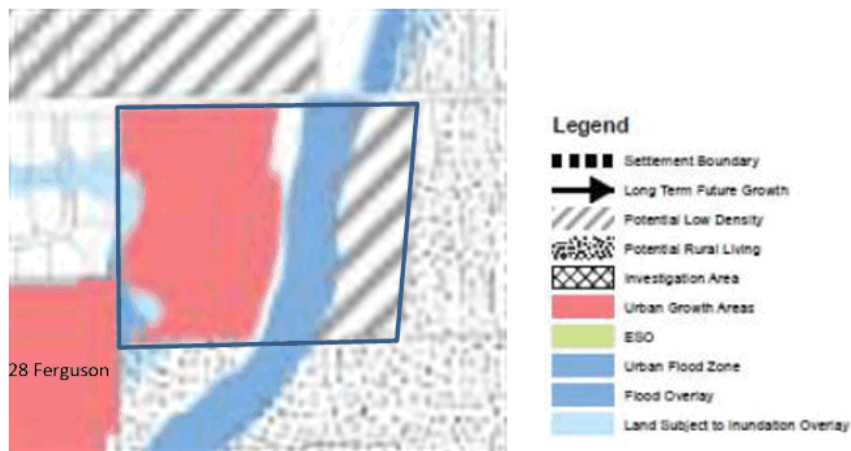 28 Ferguson
Legend
Settlement Boundary
Long Term Future Growth
Potential Low Density
Potential Rural Living
Investigation Area
Urban Growth Areas
ESO
Urban Flood Zone
Flood Overlay
Land Subject to Inundation Overlay